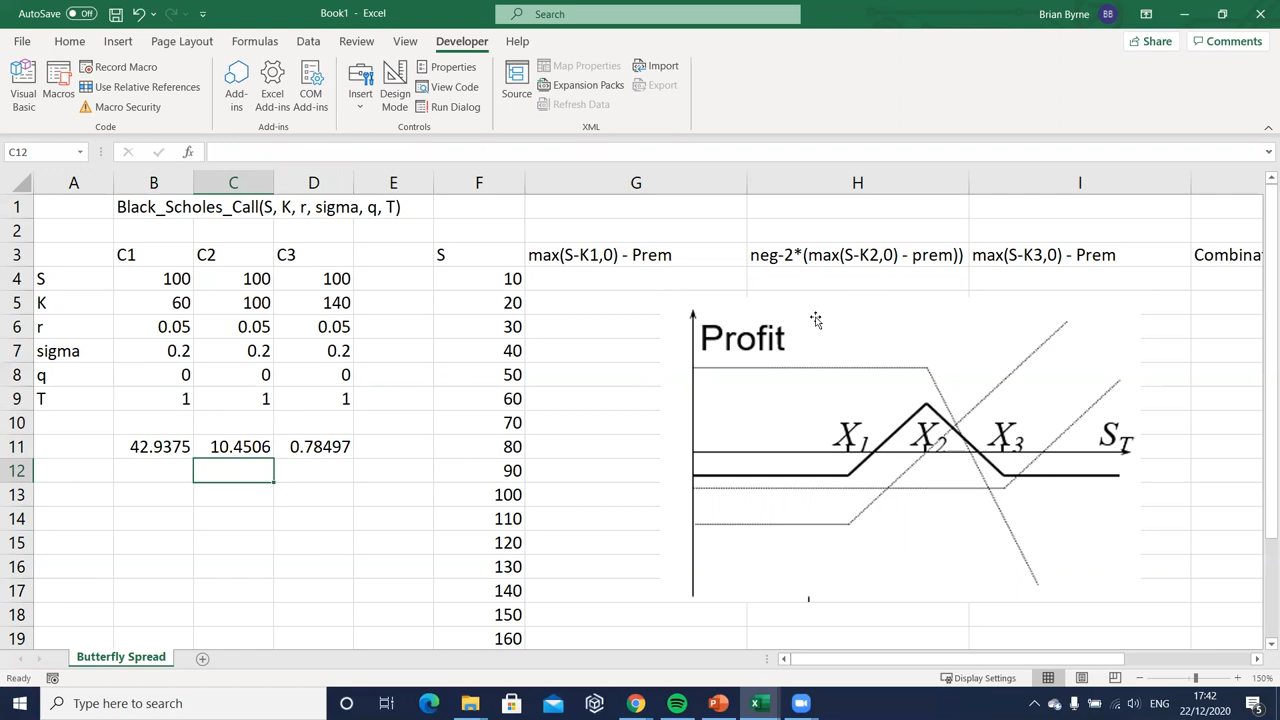 AutoSave Off Book1 - Excel Search Brian Byrne BB
File Home Insert Page Layout Formulas Data Review View Developer Help Share Comments
Visual Basic Macros Record Macro Use Relative References Macro Security Code
Add-ins Excel Add-ins COM Add-ins Add-ins
Insert Design Mode Properties View Code Run Dialog Controls
Source Map Properties Expansion Packs Refresh Data Import Export XML
C12 fx
A B C D E F G H I
1 Black_Scholes_Call(S, K, r, sigma, q, T)
2
3 C1 C2 C3 S max(S-K1,0) - Prem neg-2*(max(S-K2,0) - prem)) max(S-K3,0) - Prem Combina
4 S 100 100 100 10
5 K 60 100 140 20
6 r 0.05 0.05 0.05 30
7 sigma 0.2 0.2 0.2 40
8 q 0 0 0 50
9 T 1 1 1 60
10 70
11 42.9375 10.4506 0.78497 80
12 90
13 100
14 110
15 120
16 130
17 140
18 150
19 160
Profit
X1 X2 X3 ST
Butterfly Spread
Ready Display Settings 150%
Type here to search ENG 17:42
22/12/2020 5